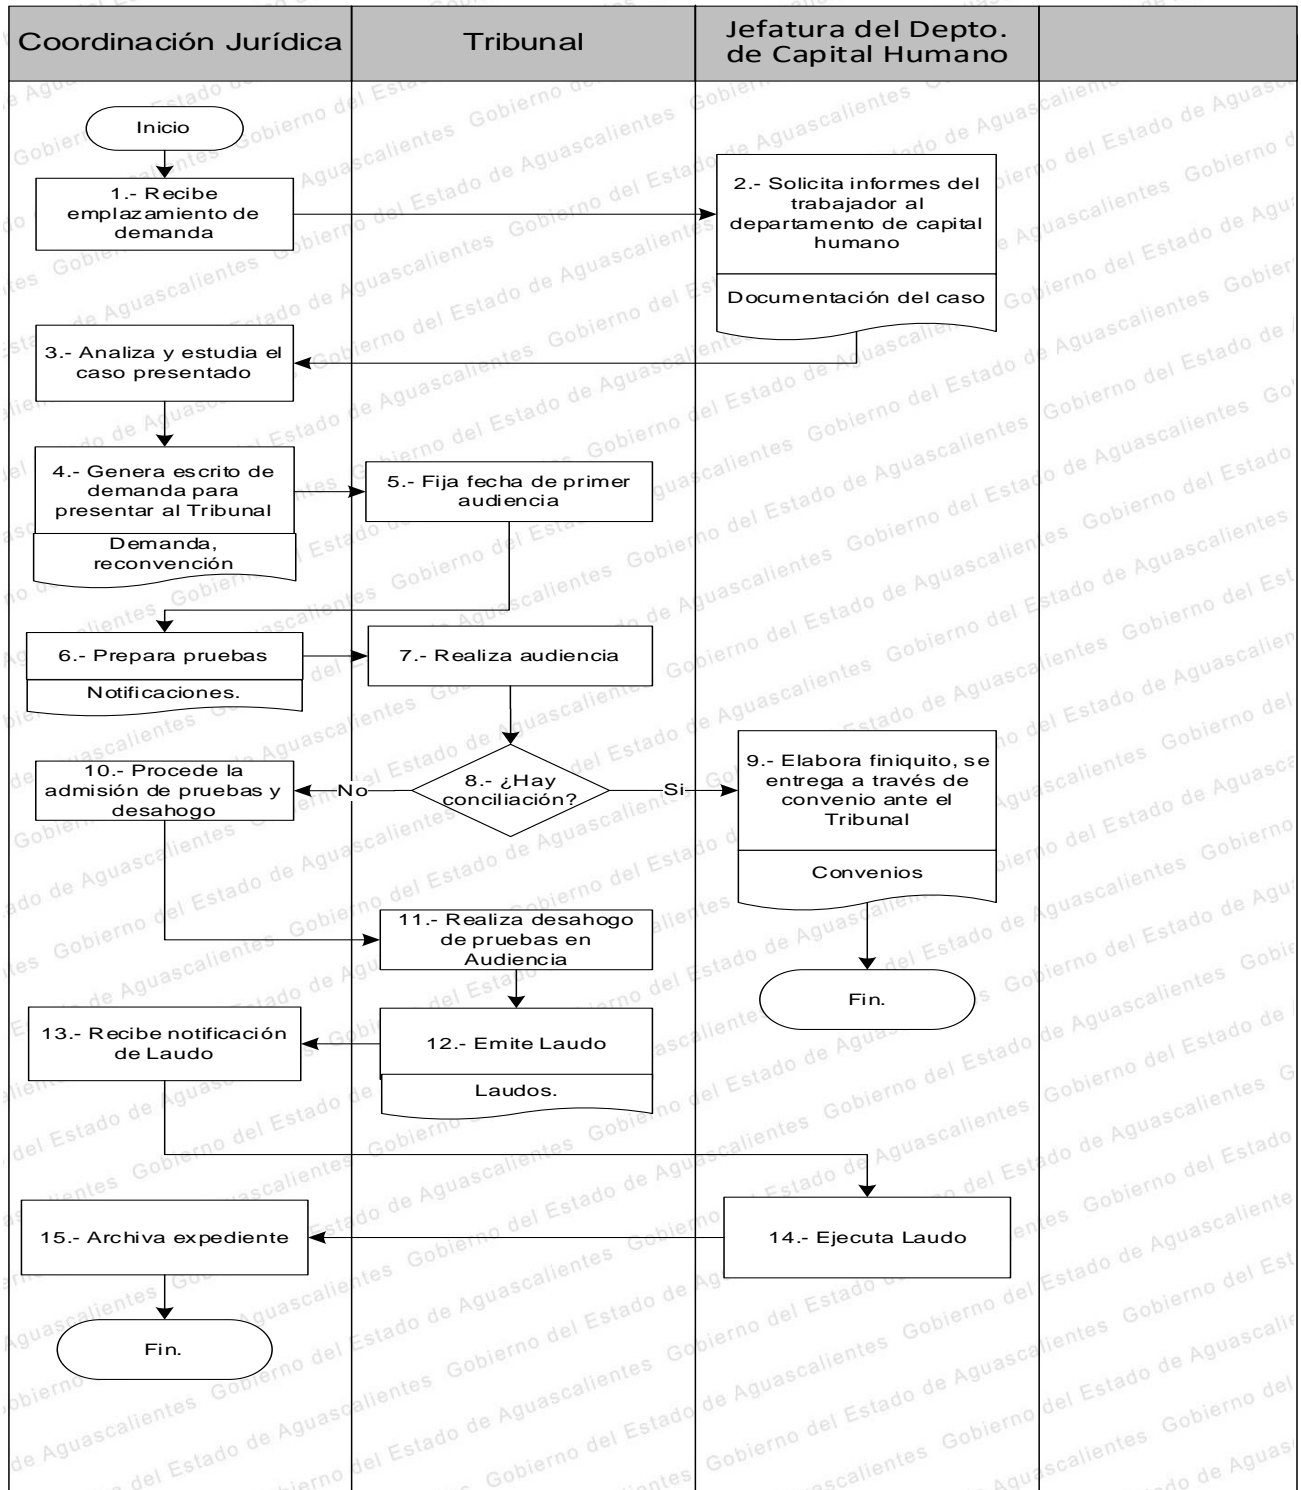 Coordinación Jurídica
Tribunal
Jefatura del Depto.
de Capital Humano
Inicio
1.- Recibe
emplazamiento de
demanda
2.- Solicita informes del
trabajador al
departamento de capital
humano
Documentación del caso
3.- Analiza y estudia el
caso presentado
4.- Genera escrito de
demanda para
presentar al Tribunal
Demanda,
reconvención
5.- Fija fecha de primer
audiencia
6.- Prepara pruebas
Notificaciones.
7.- Realiza audiencia
8.- ¿Hay
conciliación?
No
Si
9.- Elabora finiquito, se
entrega a través de
convenio ante el
Tribunal
Convenios
10.- Procede la
admisión de pruebas y
desahogo
11.- Realiza desahogo
de pruebas en
Audiencia
Fin.
12.- Emite Laudo
Laudos.
13.- Recibe notificación
de Laudo
14.- Ejecuta Laudo
15.- Archiva expediente
Fin.
Gobierno del Estado de Aguascalientes